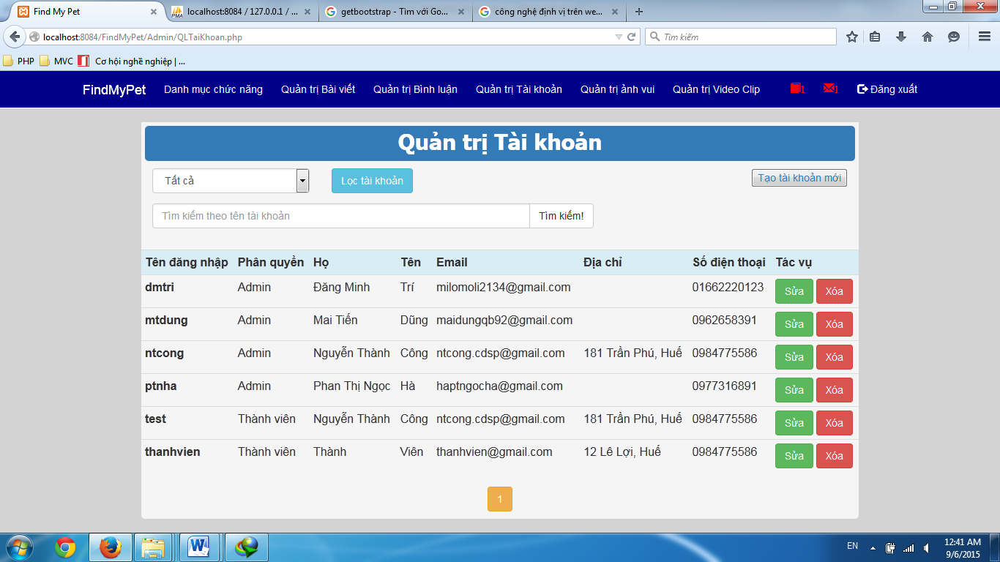 Find My Pet
localhost:8084 / 127.0.0.1 / ...
getbootstrap - Tìm với Go...
công nghệ định vị trên we...
localhost:8084/FindMyPet/Admin/QLTaiKhoan.php
Tìm kiếm
PHP MVC Cơ hội nghề nghiệp | ...
FindMyPet Danh mục chức năng Quản trị Bài viết Quản trị Bình luận Quản trị Tài khoản Quản trị ảnh vui Quản trị Video Clip 1 1 Đăng xuất
Quản trị Tài khoản
Tất cả Lọc tài khoản Tạo tài khoản mới
Tìm kiếm theo tên tài khoản Tìm kiếm!
Tên đăng nhập Phân quyền Họ Tên Email Địa chỉ Số điện thoại Tác vụ
dmtri Admin Đăng Minh Trí milomoli2134@gmail.com 01662220123 Sửa Xóa
mtdung Admin Mai Tiến Dũng maidungqb92@gmail.com 0962658391 Sửa Xóa
ntcong Admin Nguyễn Thành Công ntcong.cdsp@gmail.com 181 Trần Phú, Huế 0984775586 Sửa Xóa
ptnha Admin Phan Thị Ngọc Hà haptngocha@gmail.com 0977316891 Sửa Xóa
test Thành viên Nguyễn Thành Công ntcong.cdsp@gmail.com 181 Trần Phú, Huế 0984775586 Sửa Xóa
thanhvien Thành viên Thành Viên thanhvien@gmail.com 12 Lê Lợi, Huế 0984775586 Sửa Xóa
1
EN
12:41 AM
9/6/2015